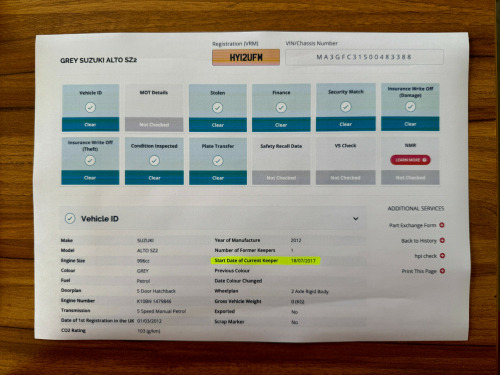 Registration (VRM)
VIN/Chassis Number
GREY SUZUKI ALTO SZ2
HY12UFM
MA3GFC31S00483388
Vehicle ID
MOT Details
Stolen
Finance
Security Watch
Insurance Write Off (Damage)
Clear
Not Checked
Clear
Clear
Clear
Clear
Insurance Write Off (Theft)
Condition Inspected
Plate Transfer
Safety Recall Data
V5 Check
NMR
LEARN MORE
Clear
Clear
Clear
Not Checked
Not Checked
Not Checked
Vehicle ID
ADDITIONAL SERVICES
Part Exchange Form
Back to History
hpi check
Print This Page
Make SUZUKI
Model ALTO SZ2
Engine Size 996cc
Colour GREY
Fuel Petrol
Doorplan 5 Door Hatchback
Engine Number K10BN 1479846
Transmission 5 Speed Manual Petrol
Date of 1st Registration in the UK 01/03/2012
CO2 Rating 103 (g/km)
Year of Manufacture 2012
Number of Former Keepers 1
Start Date of Current Keeper 18/07/2017
Previous Colour
Date Colour Changed
Wheelplan 2 Axle Rigid Body
Gross Vehicle Weight 0 (KG)
Exported No
Scrap Marker No